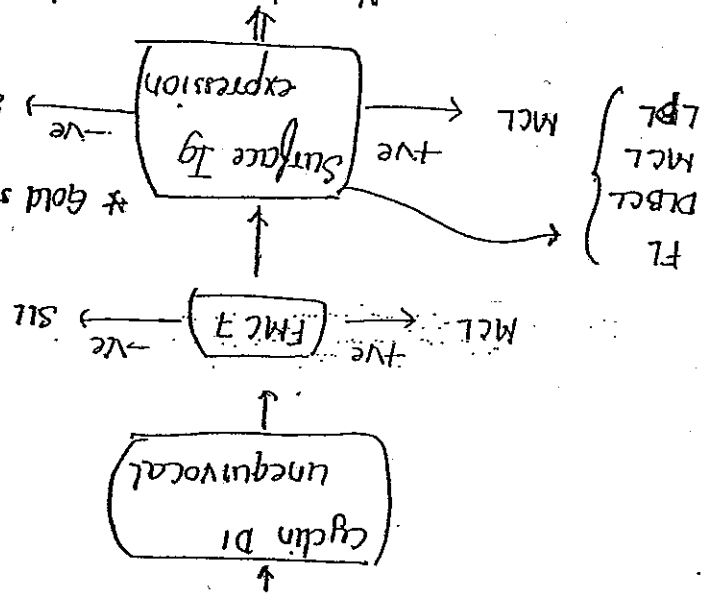 Cyclin D1
unequivocal
MCL +ve FMC 7 -ve SLL
* Gold
Surface Ig
expression
+ve MCL
-ve
FL
DLBCL
MCL